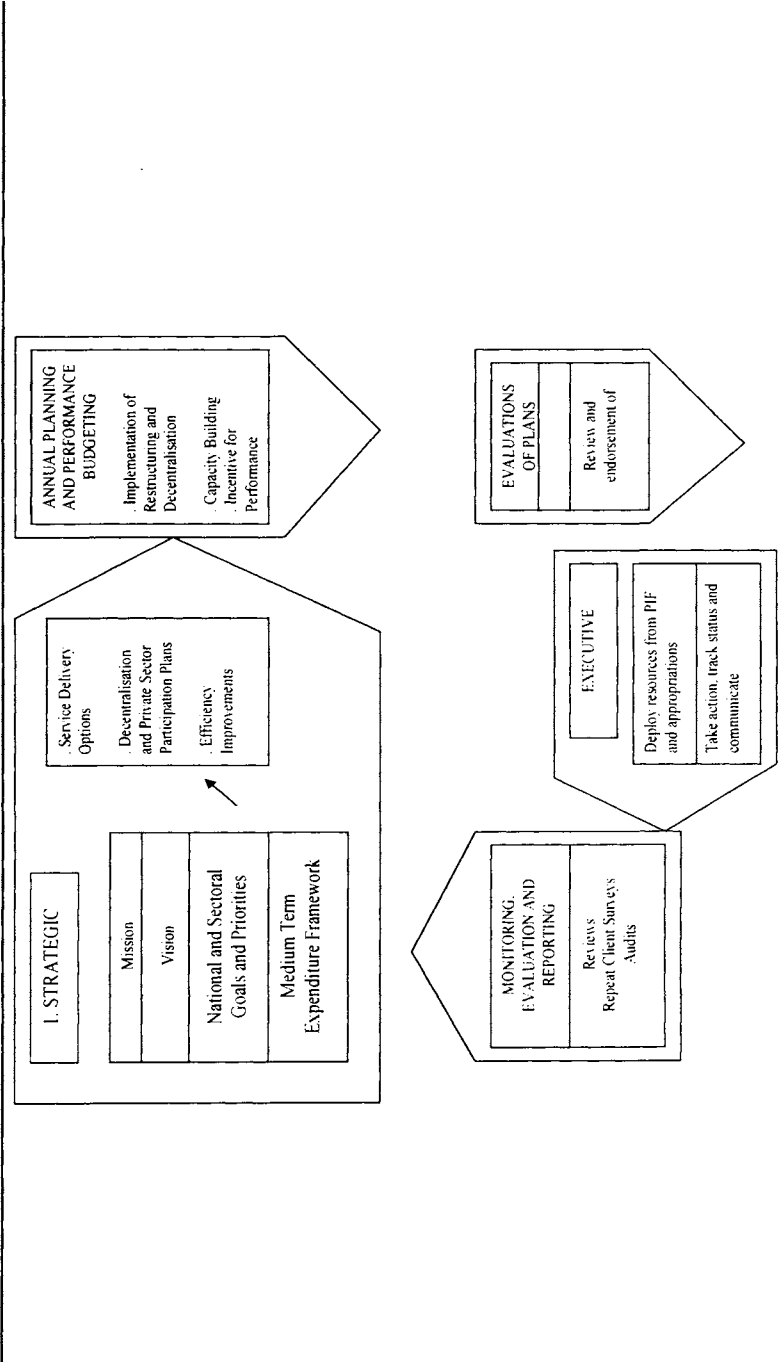 1. STRATEGIC
Mission
Vision
National and Sectoral
Goals and Priorities
Medium Term
Expenditure Framework
. Service Delivery
Options
. Decentralisation
and Private Sector
Participation Plans
. Efficiency
Improvements
ANNUAL PLANNING
AND PERFORMANCE
BUDGETING
. Implementation of
Restructuring and
Decentralisation
. Capacity Building
. Incentive for
Performance
MONITORING,
EVALUATION AND
REPORTING
Reviews
Repeat Client Surveys
Audits
EXECUTIVE
Deploy resources from PIF
and appropriations
Take action, track status and
communicate
EVALUATIONS
OF PLANS
Review and
endorsement of